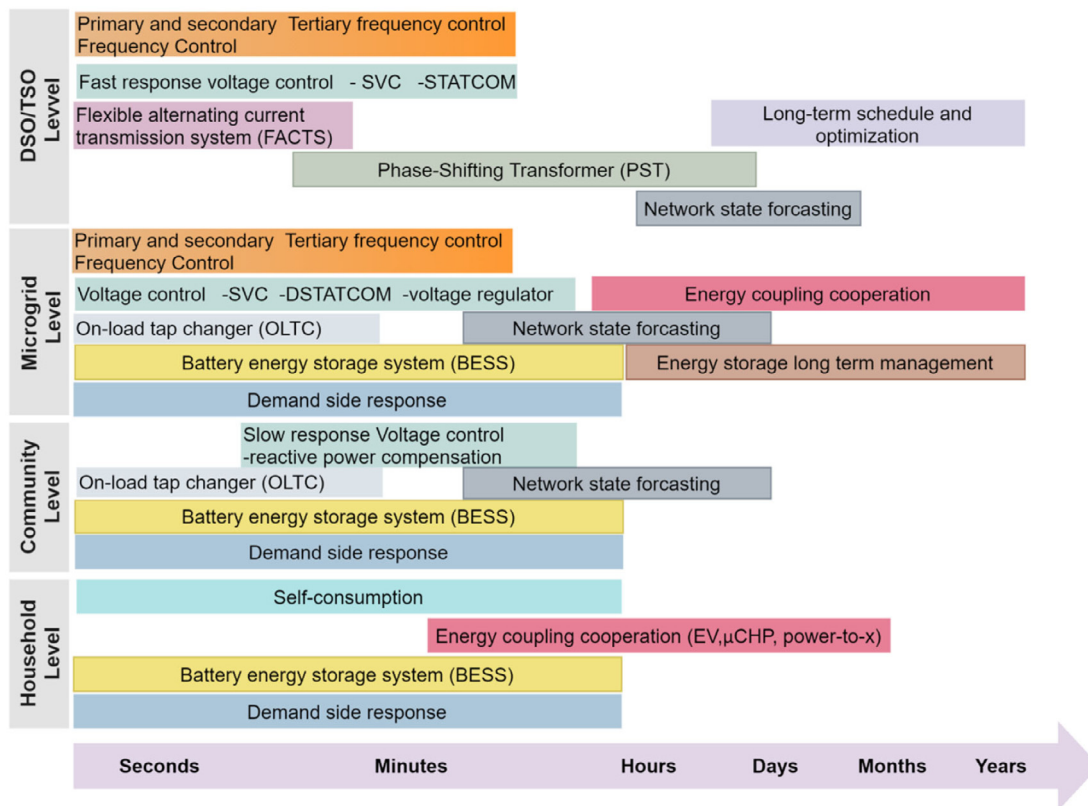 DSO/TSO
Levvel
Primary and secondary Tertiary frequency control
Frequency Control
Fast response voltage control - SVC -STATCOM
Flexible alternating current
transmission system (FACTS)
Long-term schedule and
optimization
Phase-Shifting Transformer (PST)
Network state forcasting
Microgrid
Level
Primary and secondary Tertiary frequency control
Frequency Control
Voltage control -SVC -DSTATCOM -voltage regulator
Energy coupling cooperation
On-load tap changer (OLTC)
Network state forcasting
Battery energy storage system (BESS)
Energy storage long term management
Demand side response
Community
Level
Slow response Voltage control
-reactive power compensation
On-load tap changer (OLTC)
Network state forcasting
Battery energy storage system (BESS)
Demand side response
Household
Level
Self-consumption
Energy coupling cooperation (EV,μCHP, power-to-x)
Battery energy storage system (BESS)
Demand side response
Seconds Minutes Hours Days Months Years